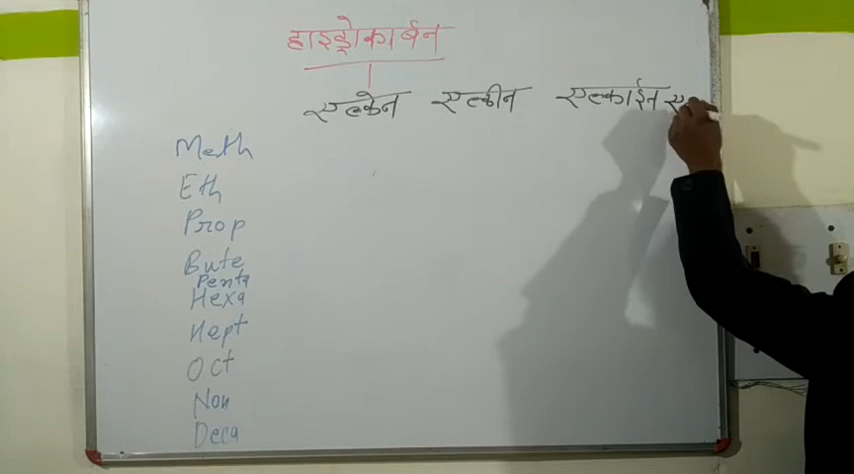 हाइड्रोकार्बन
एल्केन एल्कीन एल्काईन ए
Meth
Eth
Prop
Bute
Penta
Hexa
Hept
Oct
Non
Deca